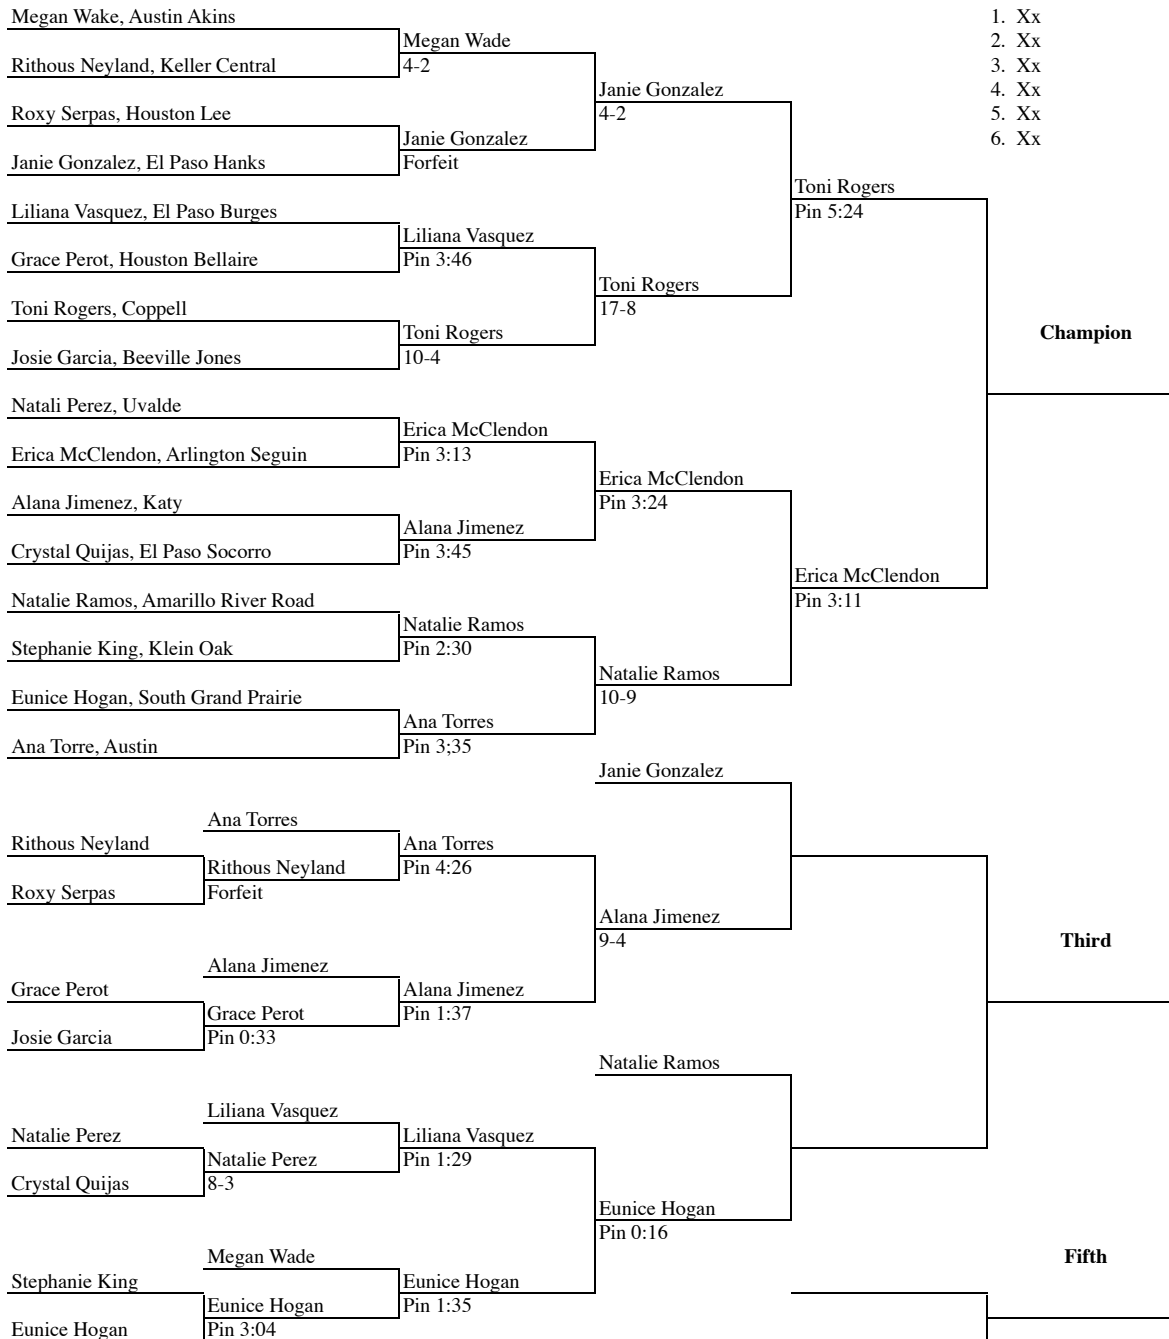 Megan Wake, Austin Akins
Rithous Neyland, Keller Central
Roxy Serpas, Houston Lee
Janie Gonzalez, El Paso Hanks
Liliana Vasquez, El Paso Burges
Grace Perot, Houston Bellaire
Toni Rogers, Coppell
Josie Garcia, Beeville Jones
Natali Perez, Uvalde
Erica McClendon, Arlington Seguin
Alana Jimenez, Katy
Crystal Quijas, El Paso Socorro
Natalie Ramos, Amarillo River Road
Stephanie King, Klein Oak
Eunice Hogan, South Grand Prairie
Ana Torre, Austin
Megan Wade
4-2
Janie Gonzalez
Forfeit
Liliana Vasquez
Pin 3:46
Toni Rogers
10-4
Erica McClendon
Pin 3:13
Alana Jimenez
Pin 3:45
Natalie Ramos
Pin 2:30
Ana Torres
Pin 3;35
Janie Gonzalez
4-2
Toni Rogers
17-8
Erica McClendon
Pin 3:24
Natalie Ramos
10-9
Toni Rogers
Pin 5:24
Erica McClendon
Pin 3:11
1. Xx
2. Xx
3. Xx
4. Xx
5. Xx
6. Xx
Champion
Rithous Neyland
Roxy Serpas
Grace Perot
Josie Garcia
Natalie Perez
Crystal Quijas
Stephanie King
Eunice Hogan
Ana Torres
Rithous Neyland
Forfeit
Alana Jimenez
Grace Perot
Pin 0:33
Liliana Vasquez
Natalie Perez
8-3
Megan Wade
Eunice Hogan
Pin 3:04
Ana Torres
Pin 4:26
Alana Jimenez
Pin 1:37
Liliana Vasquez
Pin 1:29
Eunice Hogan
Pin 1:35
Janie Gonzalez
Alana Jimenez
9-4
Natalie Ramos
Eunice Hogan
Pin 0:16
Third
Fifth